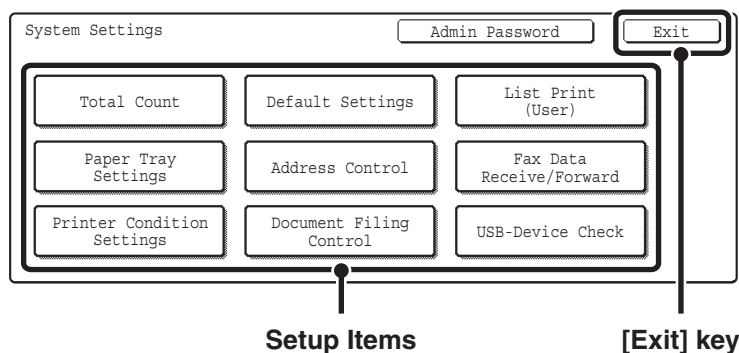 System Settings
Admin Password
Exit
Total Count
Default Settings
List Print
(User)
Paper Tray
Settings
Address Control
Fax Data
Receive/Forward
Printer Condition
Settings
Document Filing
Control
USB-Device Check
Setup Items
[Exit] key